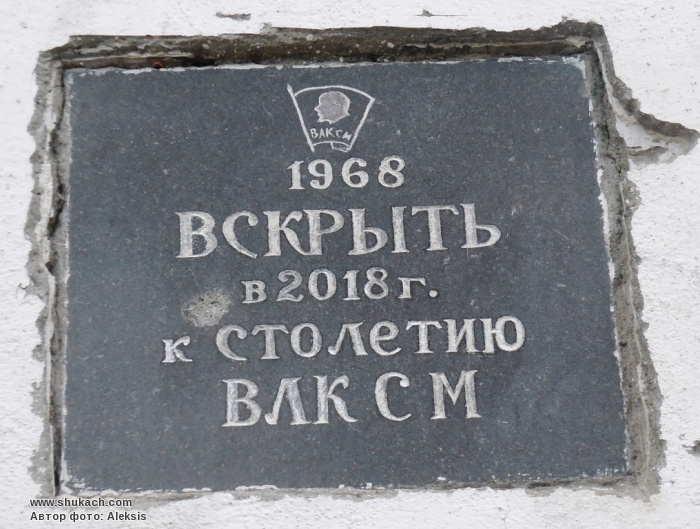 ВЛКСМ
1968
ВСКРЫТЬ
в 2018 г.
к столетию
ВЛКСМ
www.shukach.com
Автор фото: Aleksis